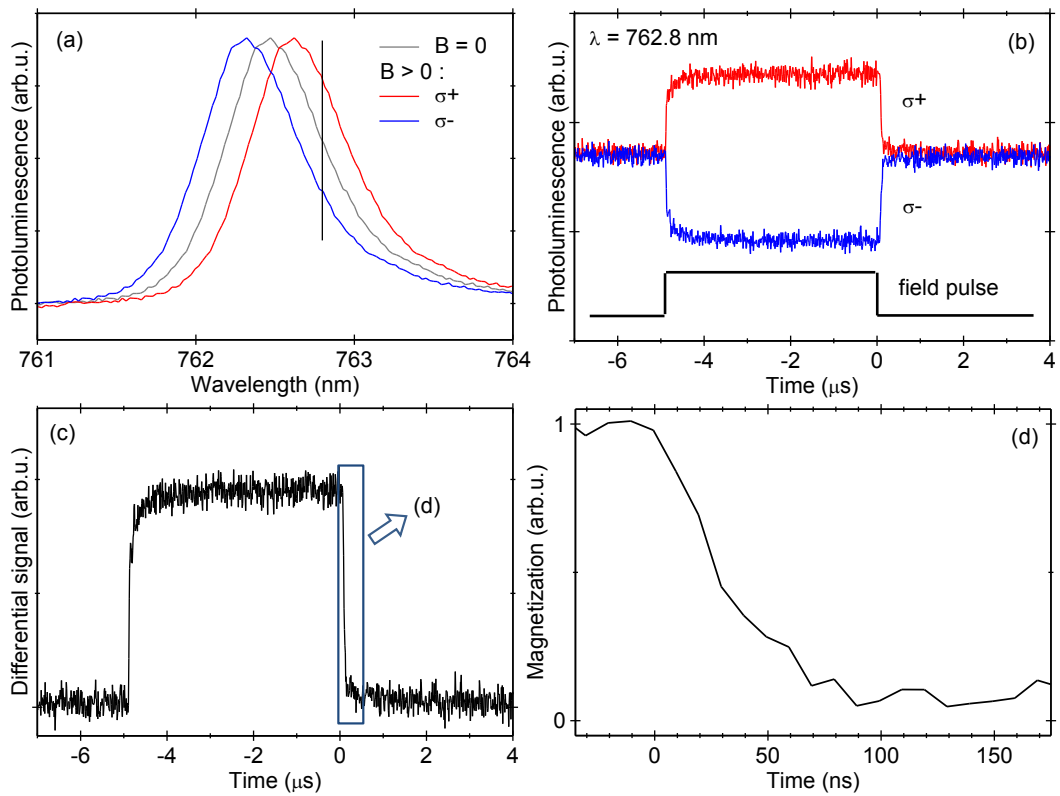 (a)
B = 0
B > 0 :
σ+
σ-
Photoluminescence (arb.u.)
761
762
763
764
Wavelength (nm)
(b)
λ = 762.8 nm
σ+
σ-
field pulse
Photoluminescence (arb.u.)
-6
-4
-2
0
2
4
Time (μs)
(c)
(d)
Differential signal (arb.u.)
-6
-4
-2
0
2
4
Time (μs)
(d)
1
0
Magnetization (arb.u.)
0
50
100
150
Time (ns)